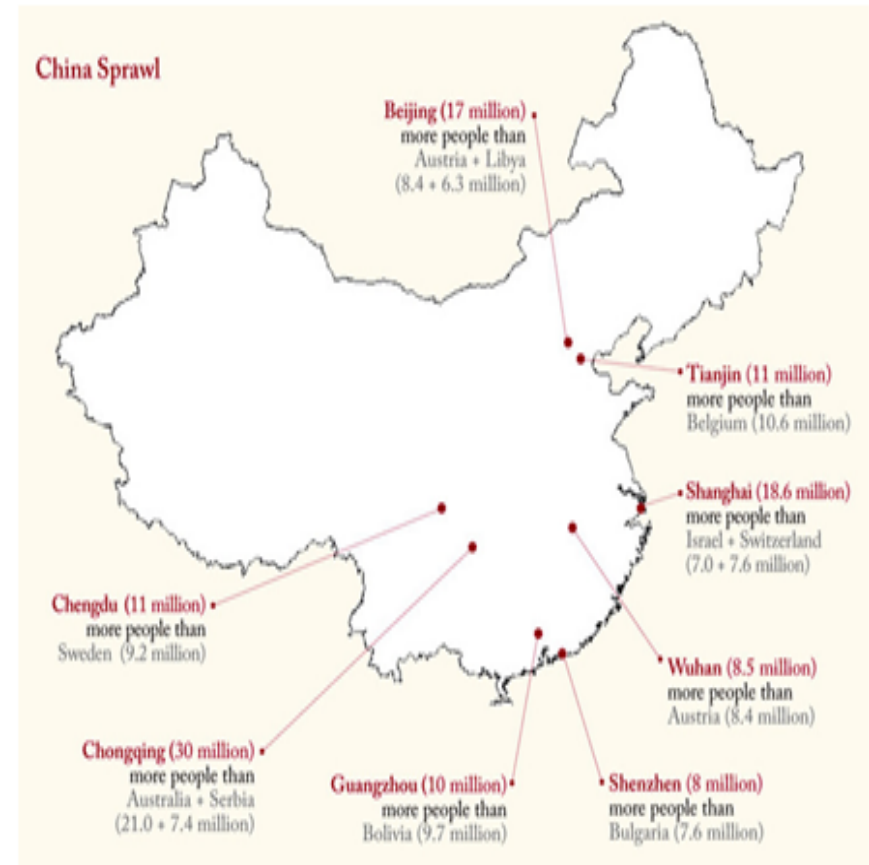 China Sprawl
Beijing (17 million)
more people than
Austria + Libya
(8.4 + 6.3 million)
Tianjin (11 million)
more people than
Belgium (10.6 million)
Shanghai (18.6 million)
more people than
Israel + Switzerland
(7.0 + 7.6 million)
Chengdu (11 million)
more people than
Sweden (9.2 million)
Wuhan (8.5 million)
more people than
Austria (8.4 million)
Chongqing (30 million)
more people than
Australia + Serbia
(21.0 + 7.4 million)
Guangzhou (10 million)
more people than
Bolivia (9.7 million)
Shenzhen (8 million)
more people than
Bulgaria (7.6 million)